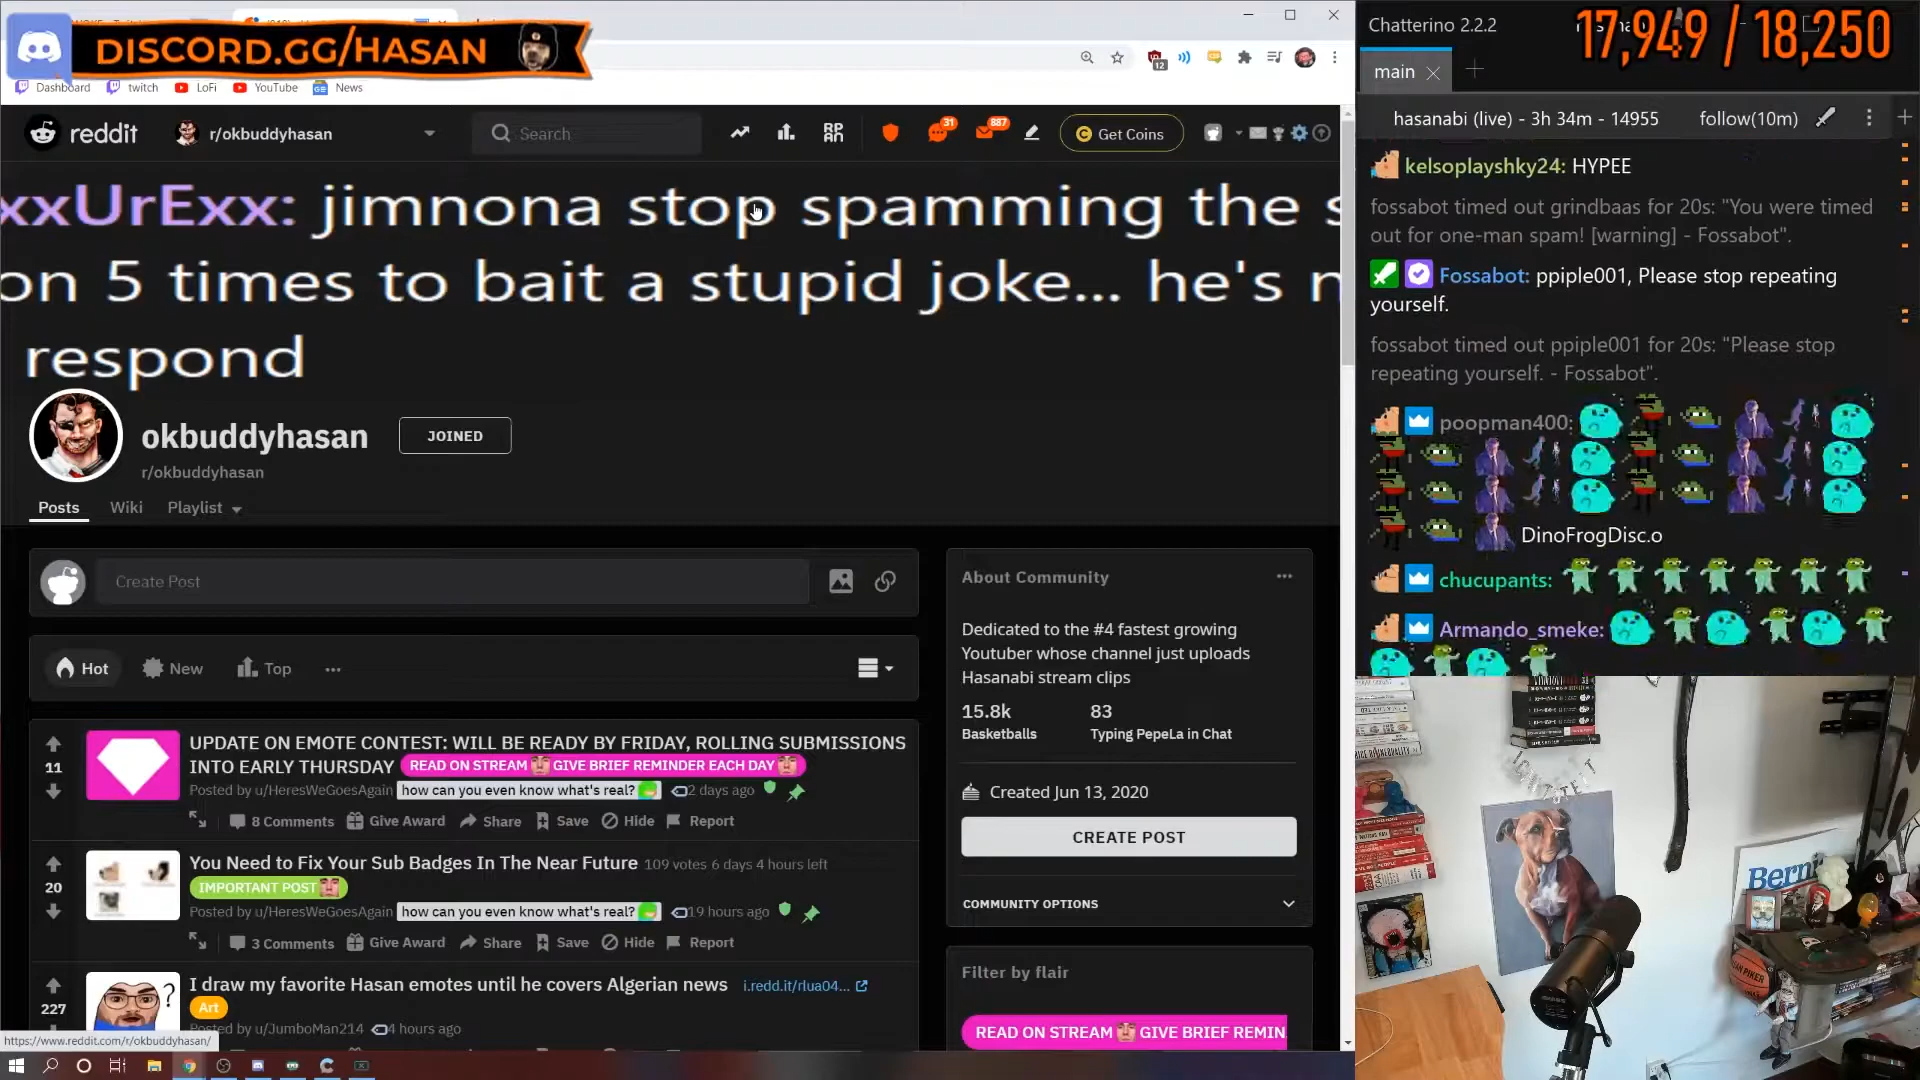 DISCORD.GG/HASAN
Dashboard
twitch
LoFi
YouTube
News
12
reddit
r/okbuddyhasan
Search
31
887
Get Coins
xxUrExx: jimnona stop spamming the s
on 5 times to bait a stupid joke... he's
respond
okbuddyhasan
JOINED
r/okbuddyhasan
Posts
Wiki
Playlist
Create Post
Hot
New
Top
11
UPDATE ON EMOTE CONTEST: WILL BE READY BY FRIDAY, ROLLING SUBMISSIONS
INTO EARLY THURSDAY READ ON STREAM GIVE BRIEF REMINDER EACH DAY
Posted by u/HeresWeGoesAgain how can you even know what's real? 2 days ago
8 Comments Give Award Share Save Hide Report
20
You Need to Fix Your Sub Badges In The Near Future 109 votes 6 days 4 hours left
IMPORTANT POST
Posted by u/HeresWeGoesAgain how can you even know what's real? 19 hours ago
3 Comments Give Award Share Save Hide Report
227
I draw my favorite Hasan emotes until he covers Algerian news i.redd.it/rlua04...
Art
Posted by u/JumboMan214 4 hours ago
https://www.reddit.com/r/okbuddyhasan/
About Community
Dedicated to the #4 fastest growing
Youtuber whose channel just uploads
Hasanabi stream clips
15.8k
Basketballs
83
Typing PepeLa in Chat
Created Jun 13, 2020
CREATE POST
COMMUNITY OPTIONS
Filter by flair
READ ON STREAM GIVE BRIEF REMIN
Chatterino 2.2.2
17,949 / 18,250
main
hasanabi (live) - 3h 34m - 14955
follow(10m)
kelsoplayshky24: HYPEE
fossabot timed out grindbaas for 20s: "You were timed
out for one-man spam! [warning] - Fossabot".
Fossabot: ppiple001, Please stop repeating
yourself.
fossabot timed out ppiple001 for 20s: "Please stop
repeating yourself. - Fossabot".
poopman400:
DinoFrogDisc.o
chucupants:
Armando_smeke:
Berni